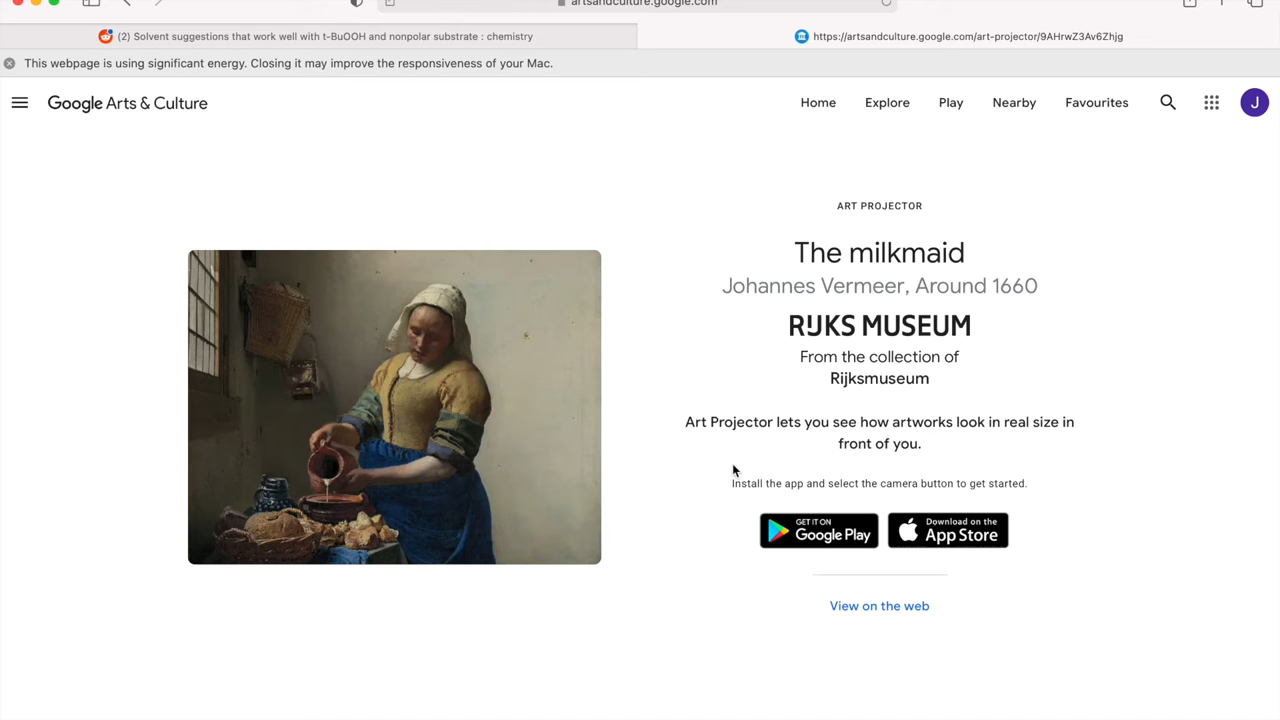 artsandculture.google.com
(2) Solvent suggestions that work well with t-BuOOH and nonpolar substrate : chemistry
https://artsandculture.google.com/art-projector/9AHrwZ3Av6Zhjg
This webpage is using significant energy. Closing it may improve the responsiveness of your Mac.
Google Arts & Culture
Home Explore Play Nearby Favourites J
ART PROJECTOR
The milkmaid
Johannes Vermeer, Around 1660
RIJKS MUSEUM
From the collection of
Rijksmuseum
Art Projector lets you see how artworks look in real size in
front of you.
Install the app and select the camera button to get started.
GET IT ON
Google Play
Download on the
App Store
View on the web